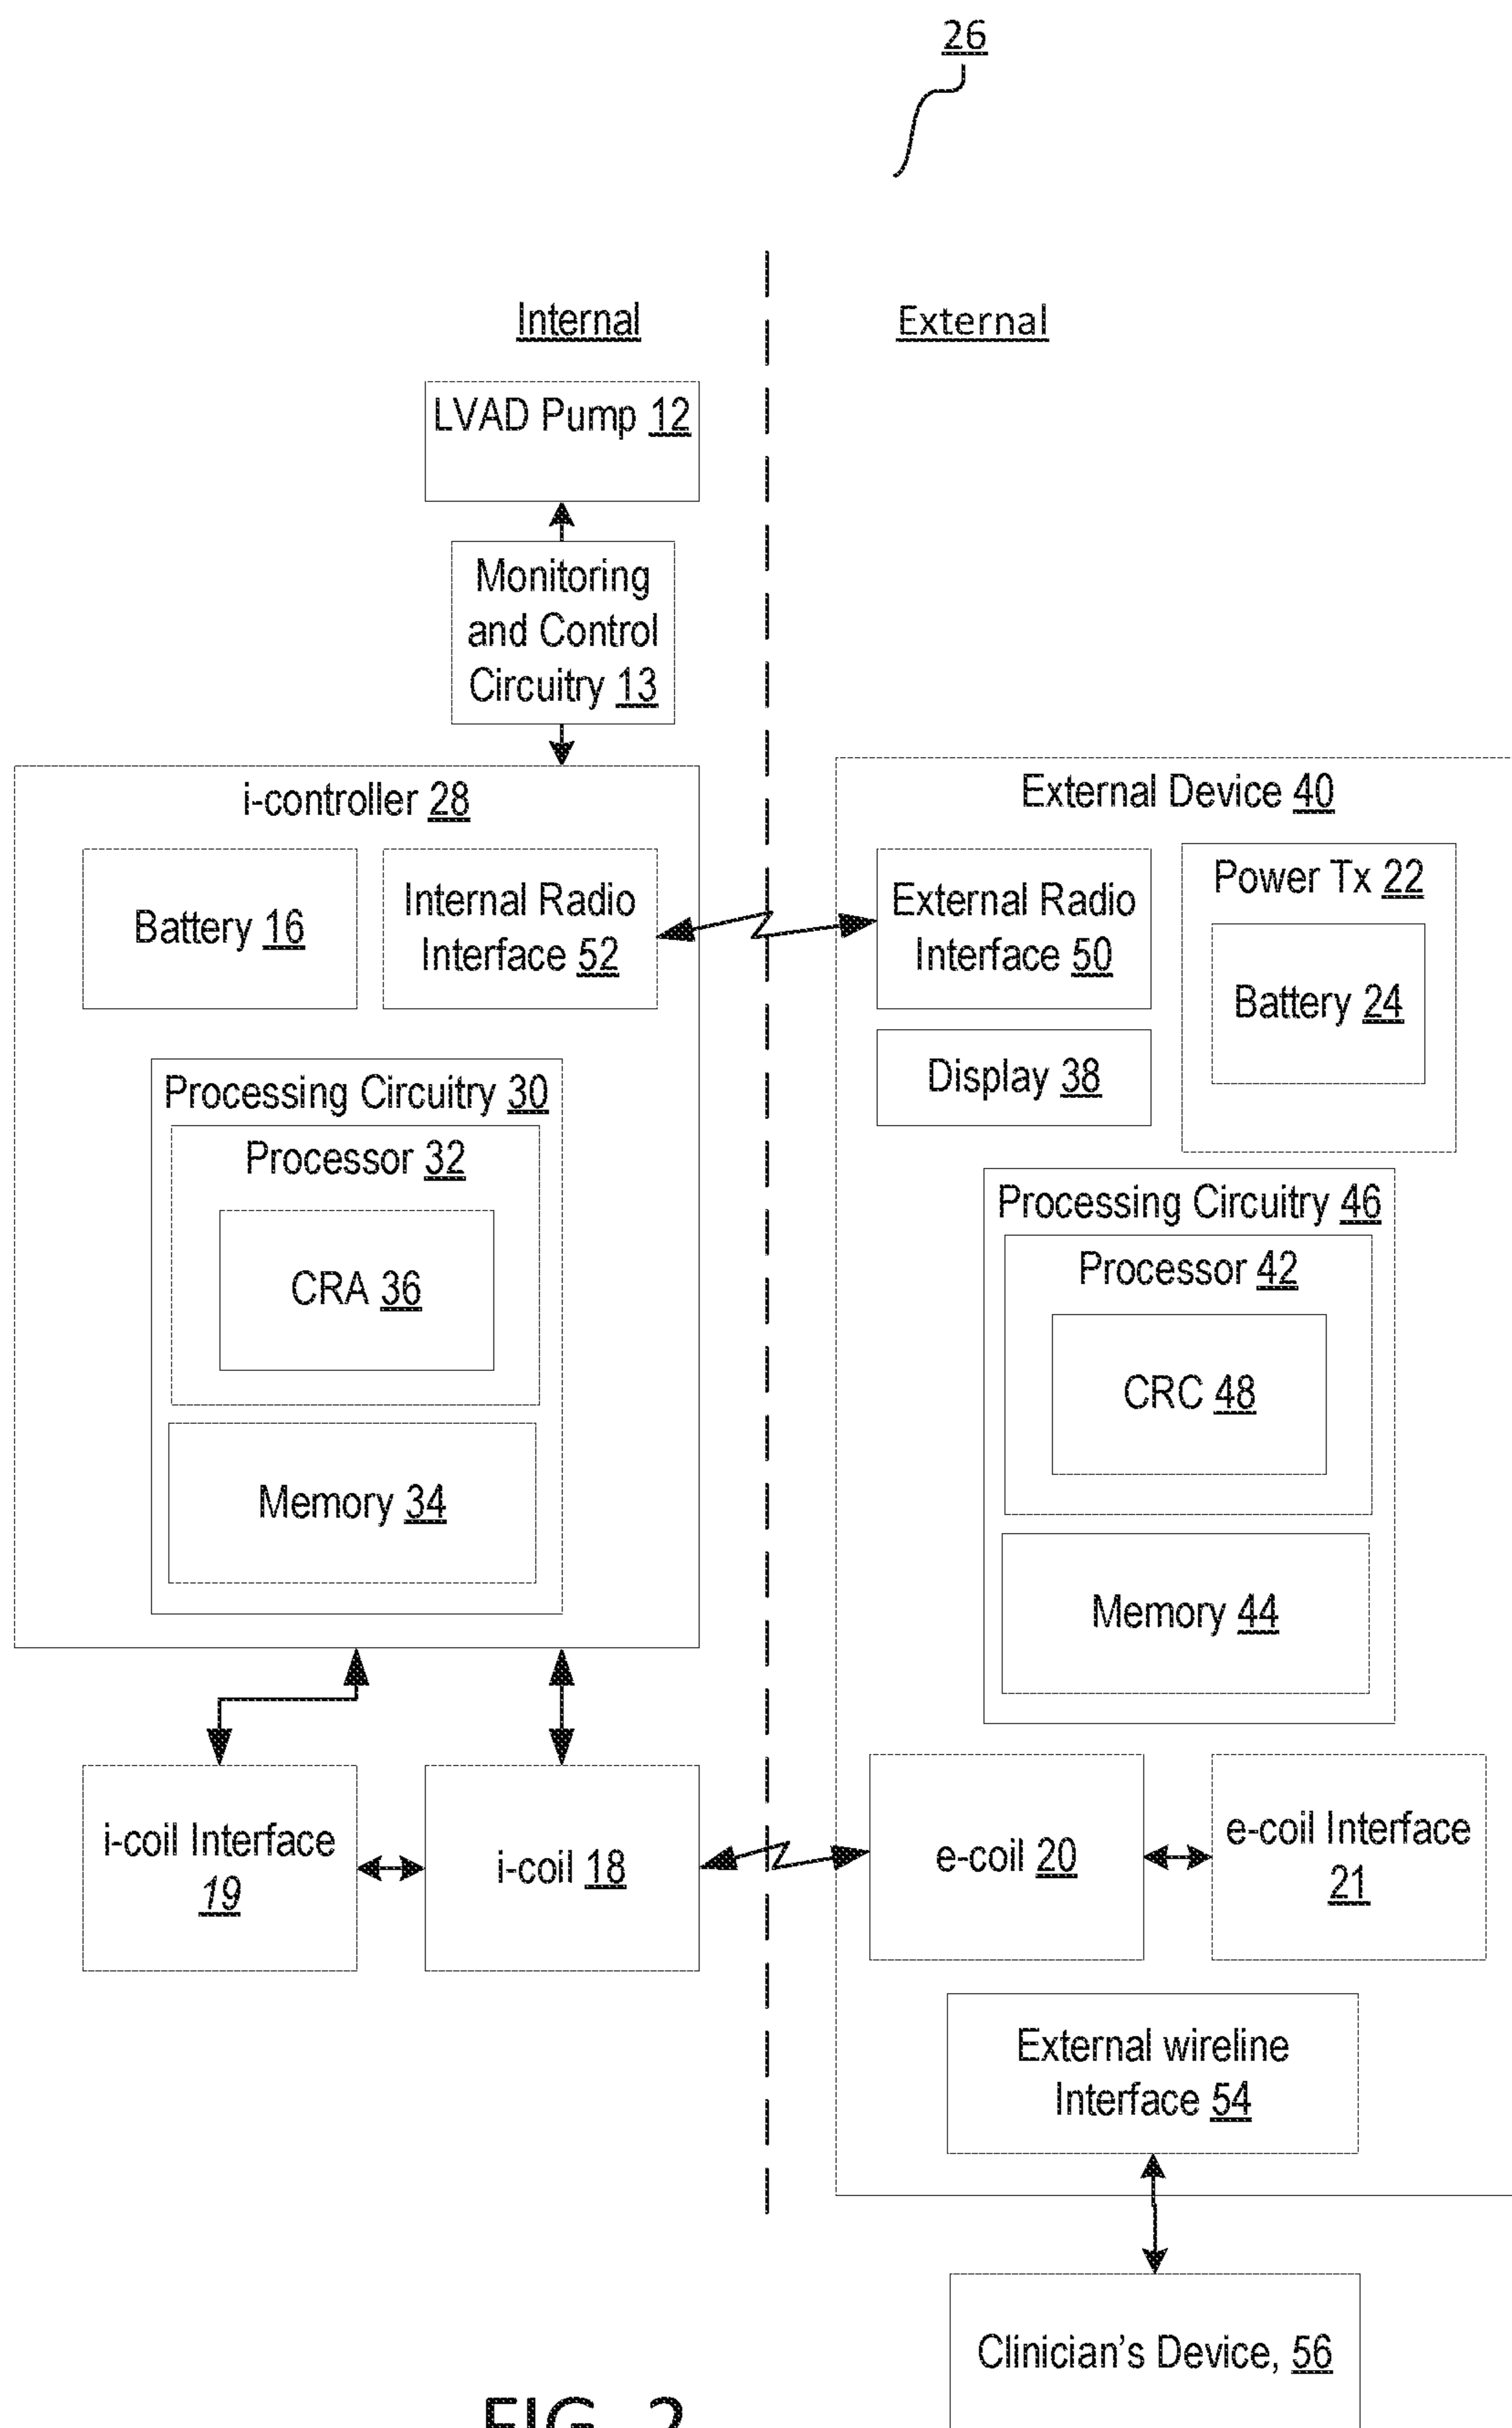 26
Internal
External
LVAD Pump 12
Monitoring
and Control
Circuitry 13
i-controller 28
Battery 16
Internal Radio
Interface 52
Processing Circuitry 30
Processor 32
CRA 36
Memory 34
i-coil Interface
19
i-coil 18
External Device 40
External Radio
Interface 50
Power Tx 22
Battery 24
Display 38
Processing Circuitry 46
Processor 42
CRC 48
Memory 44
e-coil 20
e-coil Interface
21
External wireline
Interface 54
Clinician's Device, 56
FIG. 2